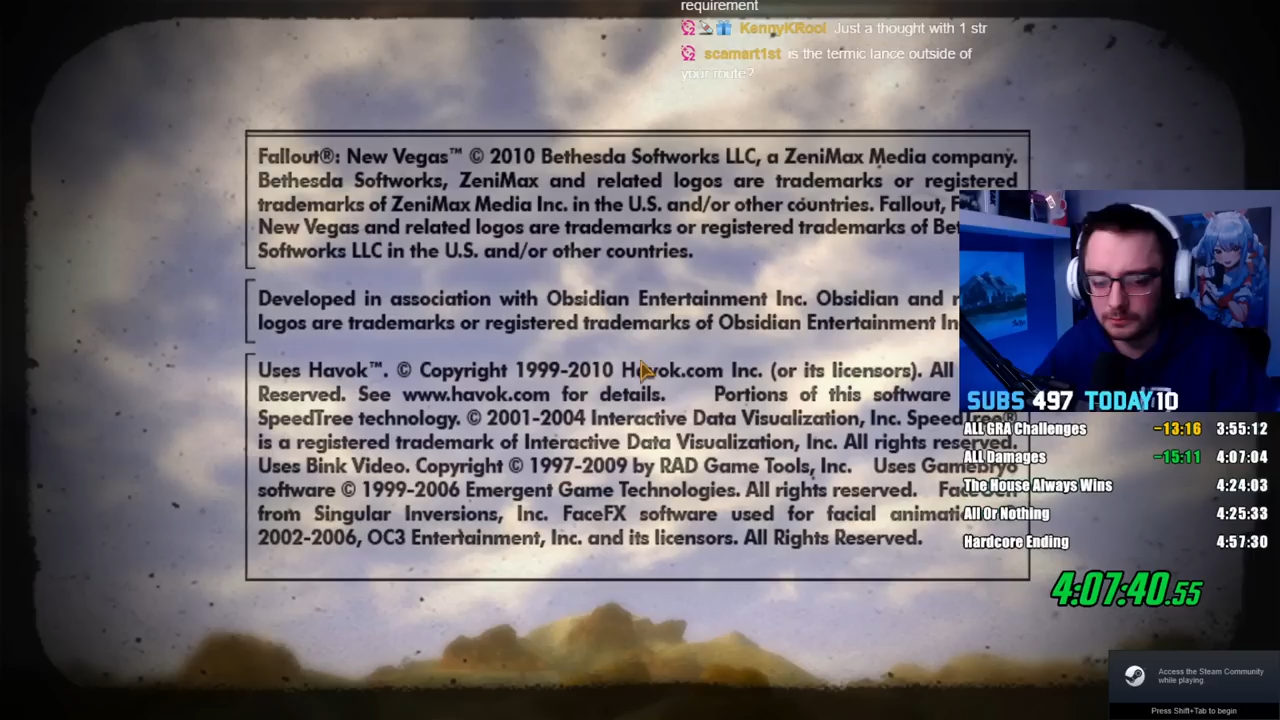 requirement
KennyKRool Just a thought with 1 str
scamart1st is the termic lance outside of
your route?
Fallout®: New Vegas™ © 2010 Bethesda Softworks LLC, a ZeniMax Media company.
Bethesda Softworks, ZeniMax and related logos are trademarks or registered
trademarks of ZeniMax Media Inc. in the U.S. and/or other countries. Fallout,
New Vegas and related logos are trademarks or registered trademarks of
Softworks LLC in the U.S. and/or other countries.
Developed in association with Obsidian Entertainment Inc. Obsidian and
logos are trademarks or registered trademarks of Obsidian Entertainment
Uses Havok™. © Copyright 1999-2010 Havok.com Inc. (or its licensors). All
Reserved. See www.havok.com for details. Portions of this software
SpeedTree technology. © 2001-2004 Interactive Data Visualization, Inc. SpeedTree®
is a registered trademark of Interactive Data Visualization, Inc. All rights reserved.
Uses Bink Video. Copyright © 1997-2009 by RAD Game Tools, Inc. Uses Gamebryo
software © 1999-2006 Emergent Game Technologies. All rights reserved.
from Singular Inversions, Inc. FaceFX software used for facial
2002-2006, OC3 Entertainment, Inc. and its licensors. All Rights Reserved.
SUBS 497 TODAY 10
ALL GRA Challenges -13:16 3:55:12
ALL Damages -15:11 4:07:04
The House Always Wins 4:24:03
All Or Nothing 4:25:33
Hardcore Ending 4:57:30
4:07:40.55
Access the Steam Community
while playing.
Press Shift+Tab to begin